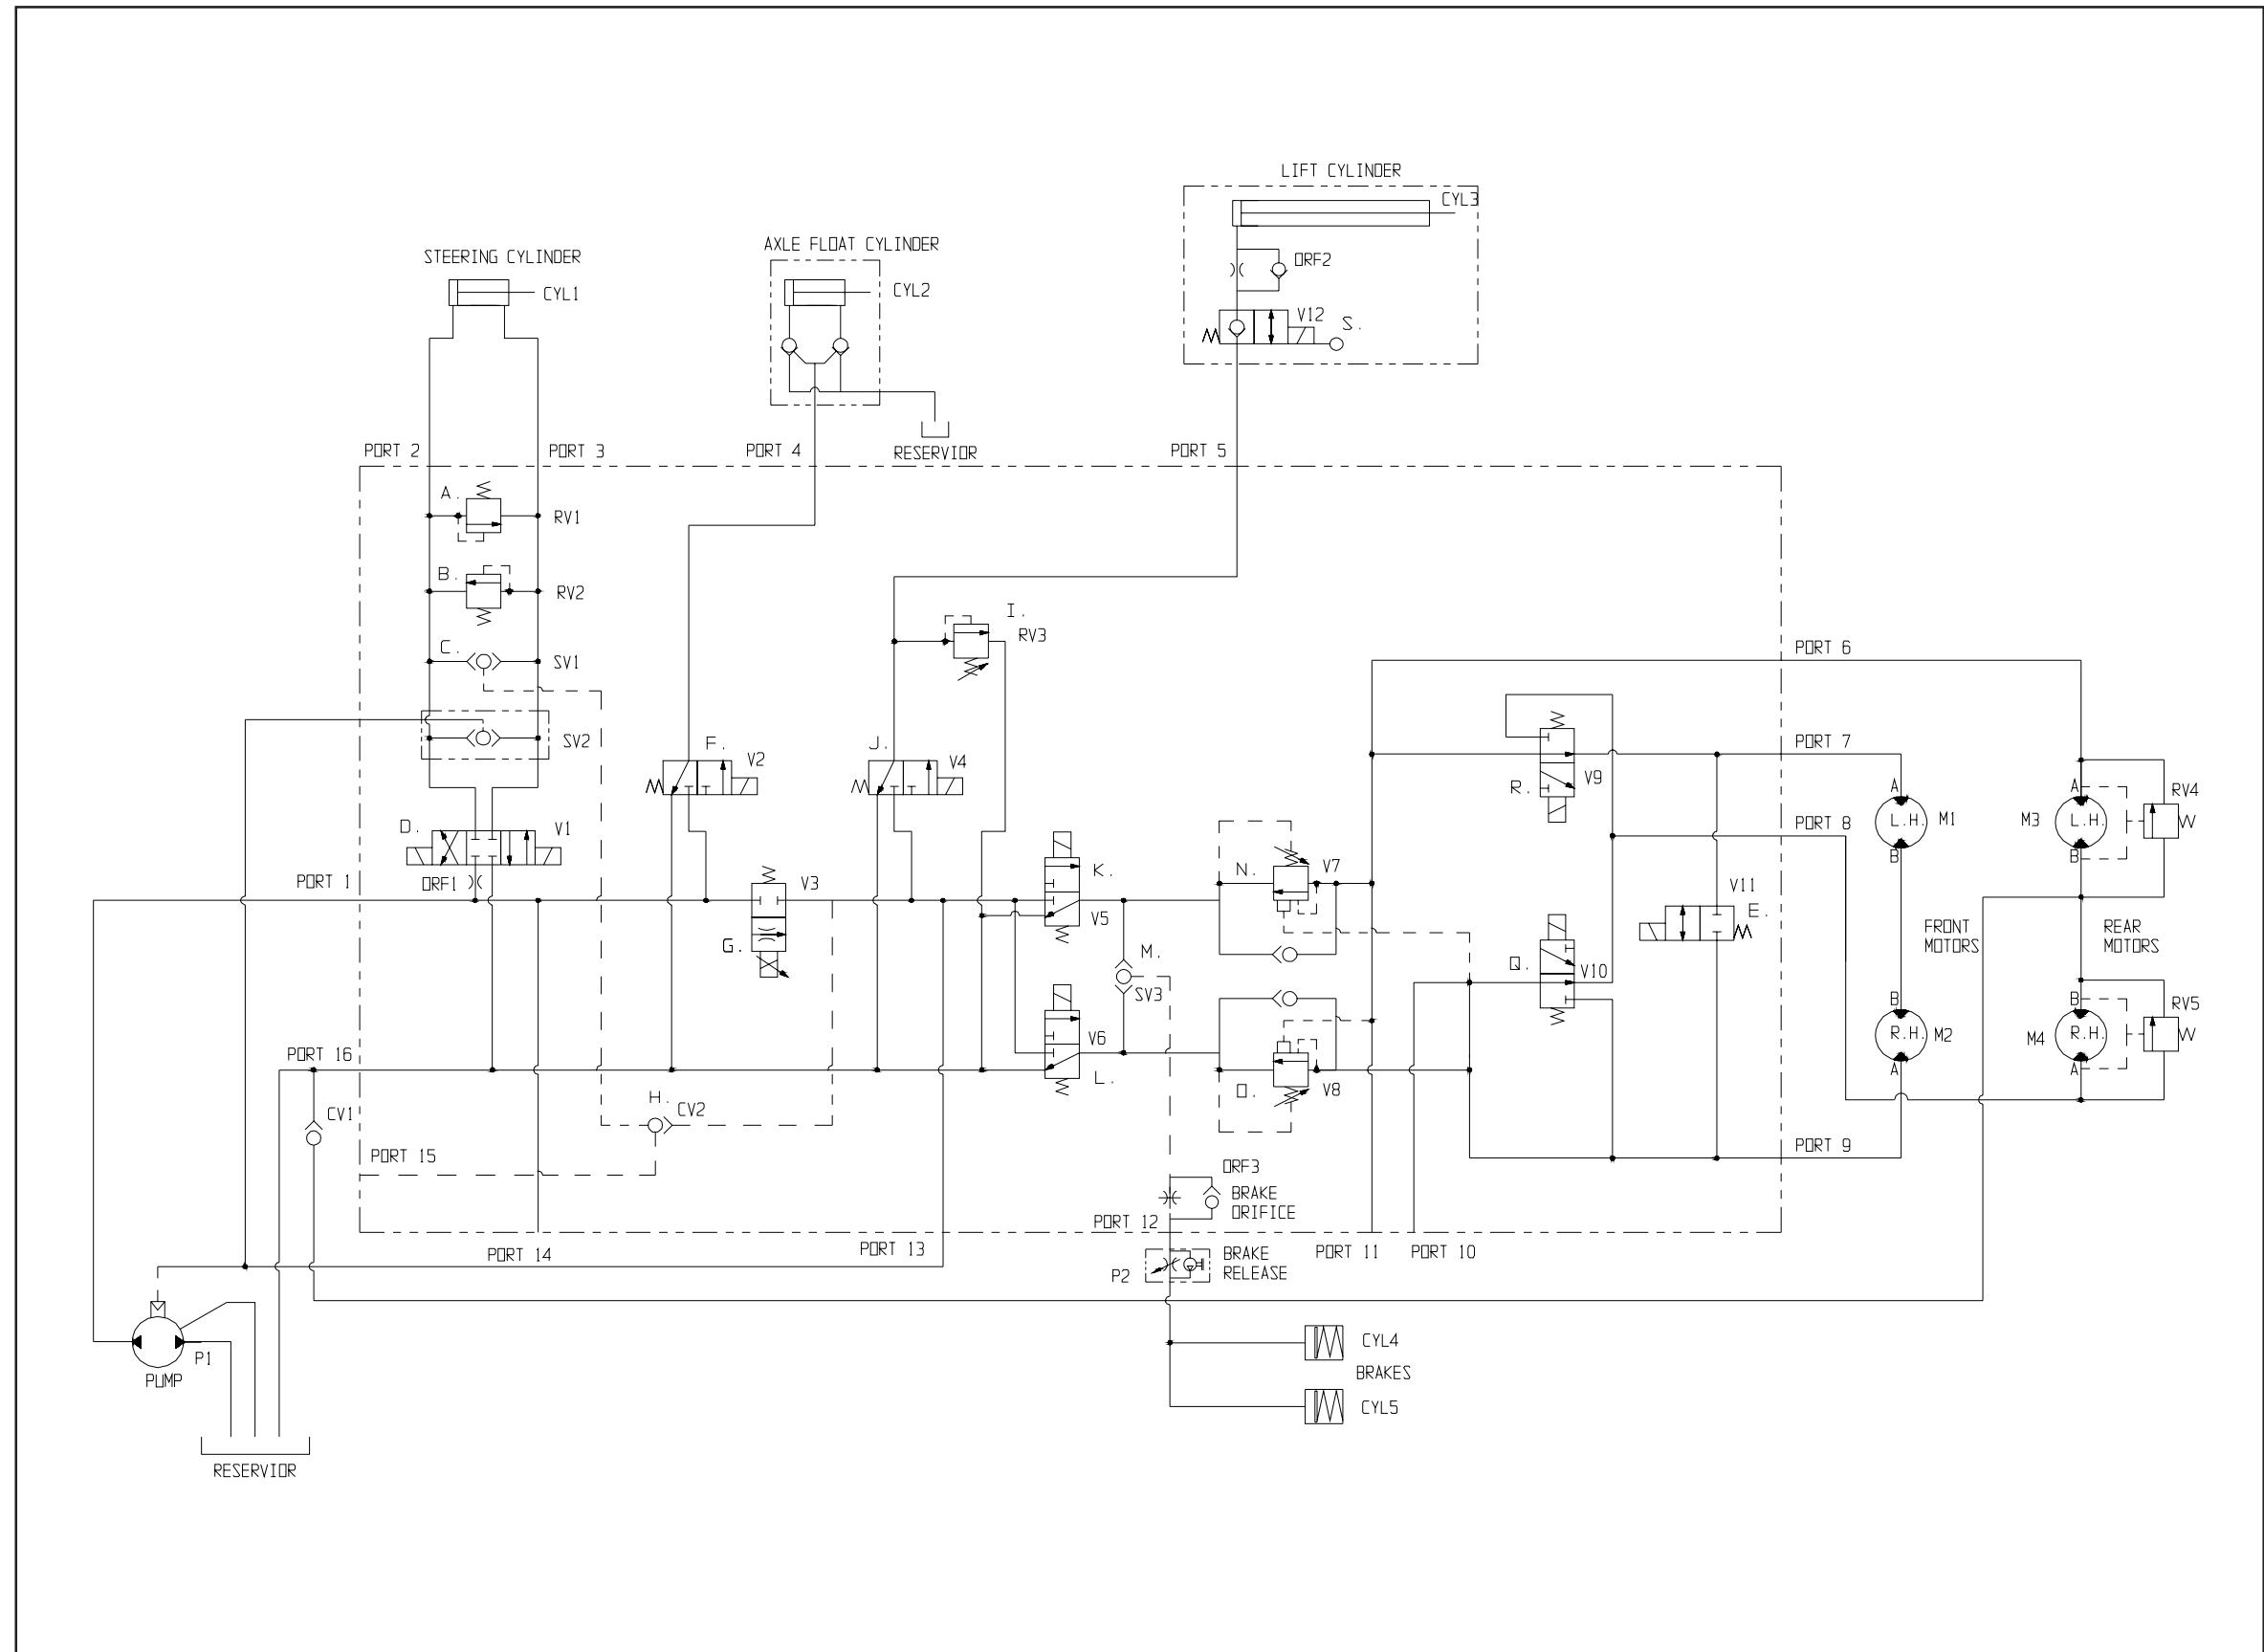 LIFT CYLINDER
CYL3
AXLE FLOAT CYLINDER
STEERING CYLINDER
ORF2
CYL2
CYL1
V12
S.
PORT 2
PORT 3
PORT 4
RESERVIOR
PORT 5
A.
RV1
B.
RV2
I.
RV3
C.
SV1
PORT 6
SV2
F.
V2
J.
V4
PORT 7
R.
V9
D.
V1
A
L.H.
M1
B
M3
A
L.H.
B
RV4
PORT 8
ORF1
PORT 1
V3
G.
K.
V5
N.
V7
V11
E.
FRONT
MOTORS
REAR
MOTORS
M.
SV3
Q.
V10
B
R.H.
M2
A
M4
B
R.H.
A
RV5
PORT 16
V6
L.
O.
V8
H.
CV2
CV1
PORT 15
PORT 9
ORF3
BRAKE
ORIFICE
PORT 12
PORT 14
PORT 13
BRAKE
RELEASE
PORT 11
PORT 10
P2
P1
PUMP
CYL4
BRAKES
CYL5
RESERVIOR